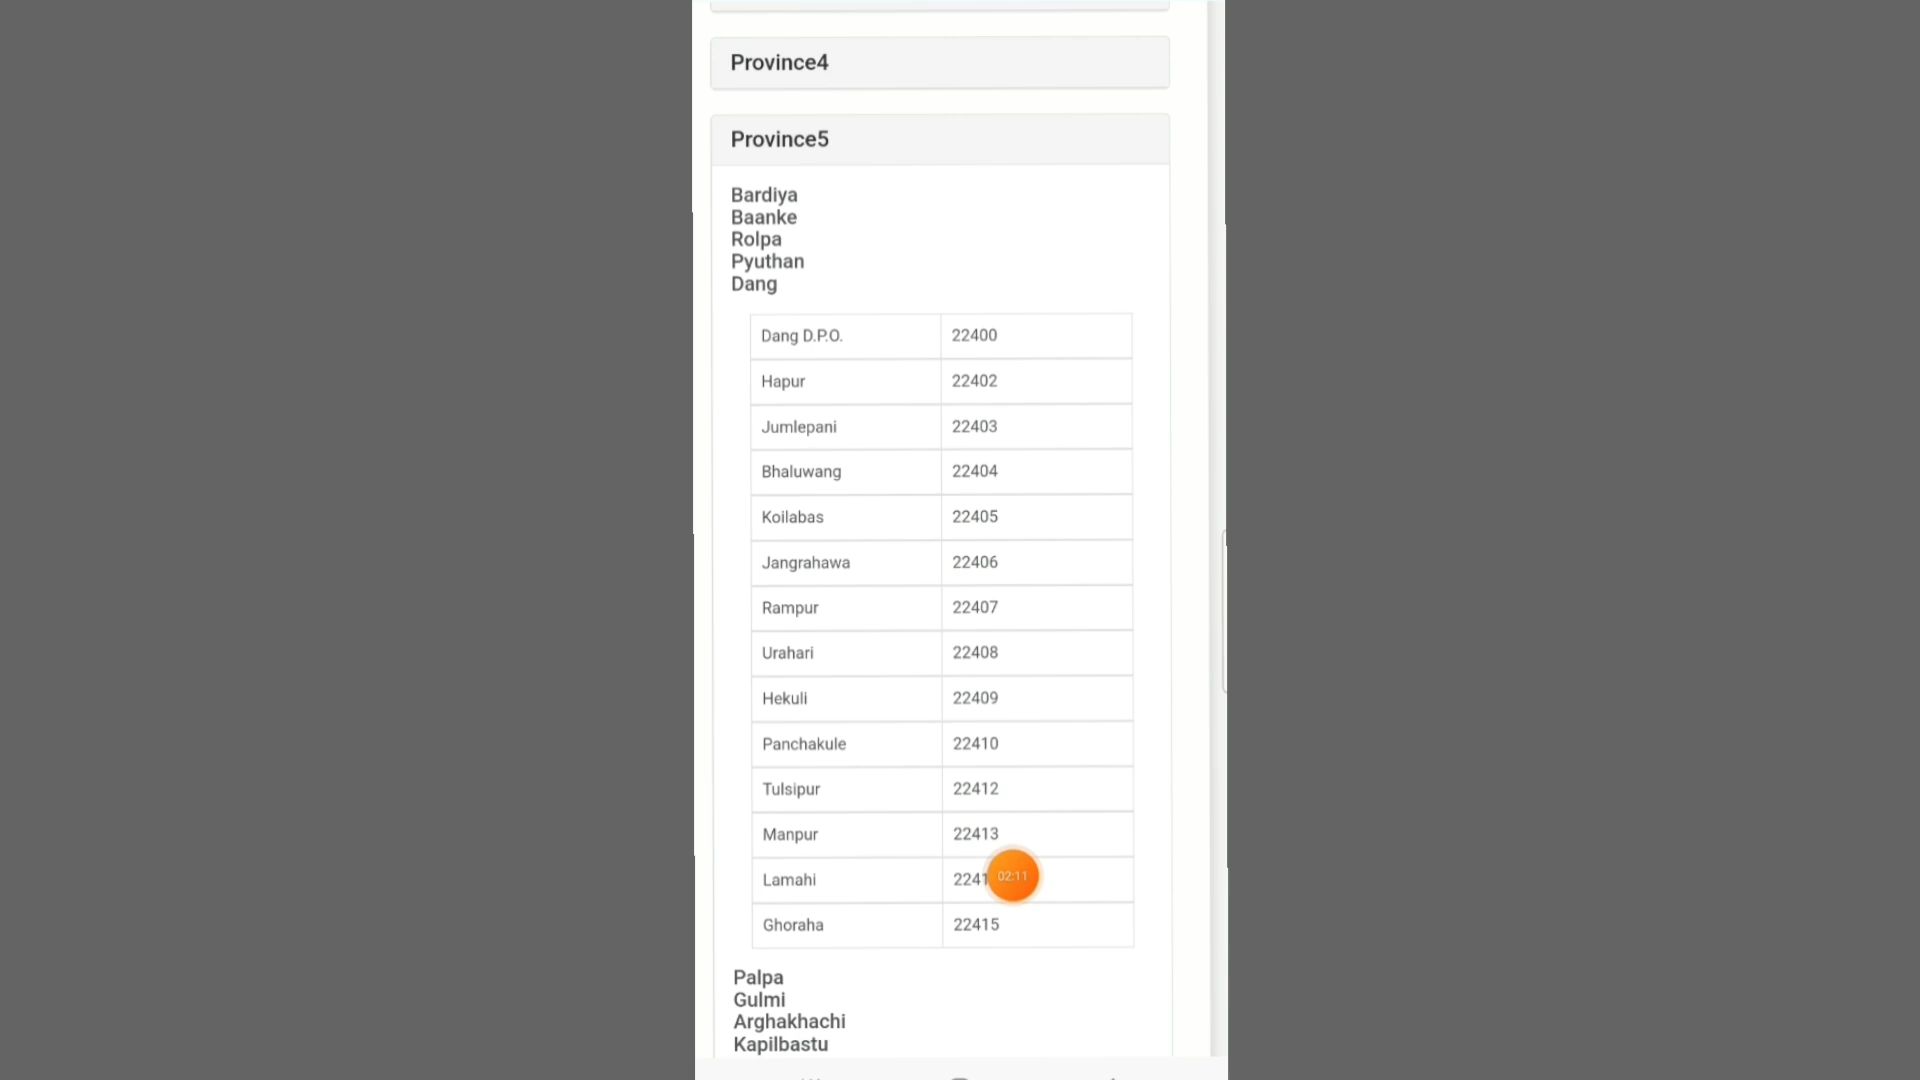 Province4
Province5
Bardiya
Baanke
Rolpa
Pyuthan
Dang
Dang D.P.O. 22400
Hapur 22402
Jumlepani 22403
Bhaluwang 22404
Koilabas 22405
Jangrahawa 22406
Rampur 22407
Urahari 22408
Hekuli 22409
Panchakule 22410
Tulsipur 22412
Manpur 22413
Lamahi 02:11
Ghoraha 22415
Palpa
Gulmi
Arghakhachi
Kapilbastu